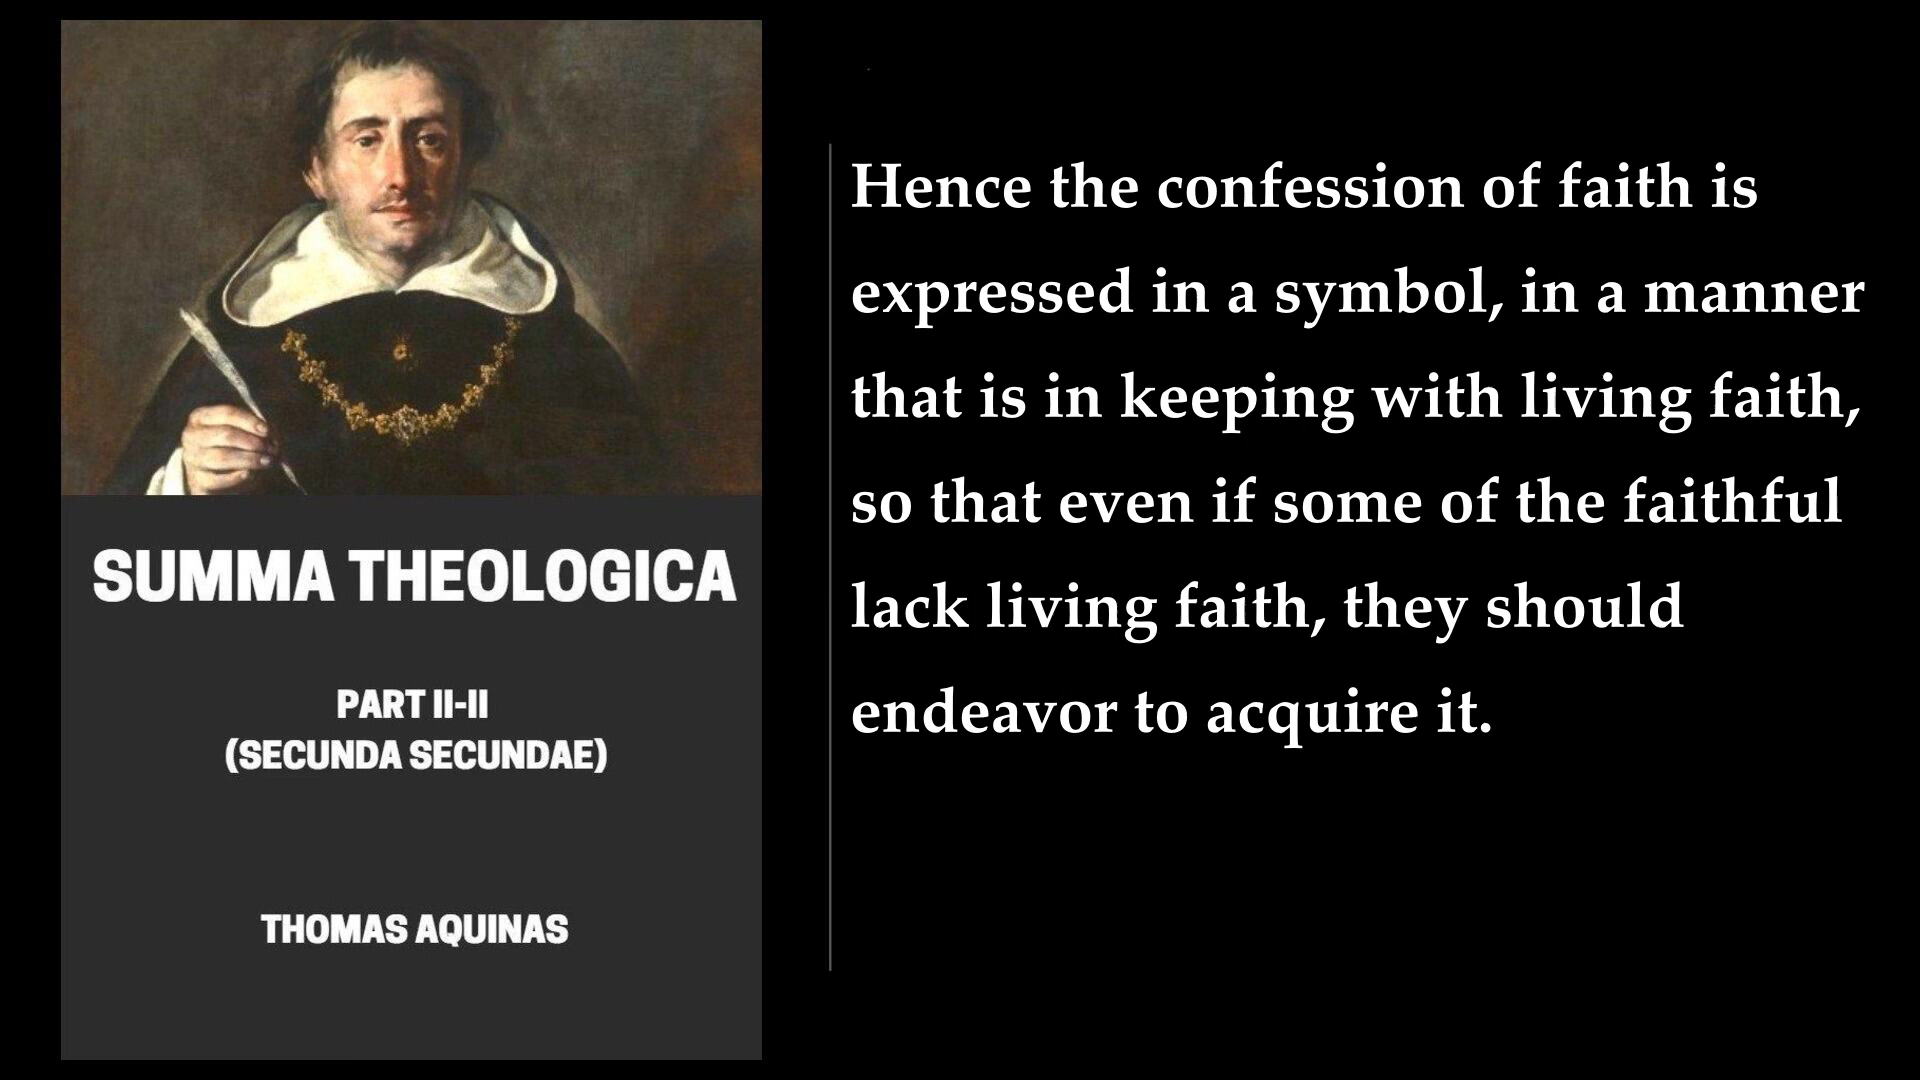 SUMMA THEOLOGICA
PART II-II
(SECUNDA SECUNDAE)
THOMAS AQUINAS
Hence the confession of faith is
expressed in a symbol, in a manner
that is in keeping with living faith,
so that even if some of the faithful
lack living faith, they should
endeavor to acquire it.